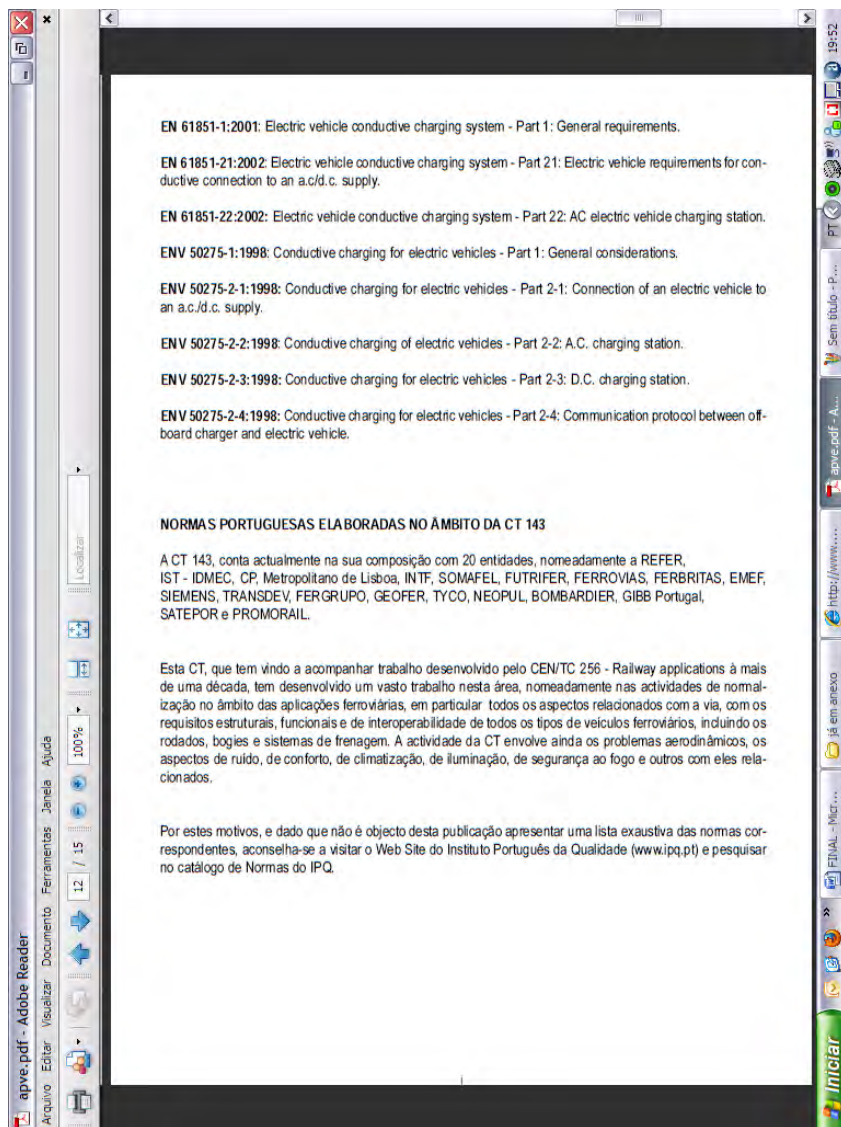 apve.pdf - Adobe Reader
Arquivo Editar Visualizar Documento Ferramentas Janela Ajuda
12 / 15 100% Localizar
EN 61851-1:2001: Electric vehicle conductive charging system - Part 1: General requirements.
EN 61851-21:2002: Electric vehicle conductive charging system - Part 21: Electric vehicle requirements for con-
ductive connection to an a.c/d.c. supply.
EN 61851-22:2002: Electric vehicle conductive charging system - Part 22: AC electric vehicle charging station.
ENV 50275-1:1998: Conductive charging for electric vehicles - Part 1: General considerations.
ENV 50275-2-1:1998: Conductive charging for electric vehicles - Part 2-1: Connection of an electric vehicle to
an a.c./d.c. supply.
ENV 50275-2-2:1998: Conductive charging of electric vehicles - Part 2-2: A.C. charging station.
ENV 50275-2-3:1998: Conductive charging for electric vehicles - Part 2-3: D.C. charging station.
ENV 50275-2-4:1998: Conductive charging for electric vehicles - Part 2-4: Communication protocol between off-
board charger and electric vehicle.
NORMAS PORTUGUESAS ELABORADAS NO ÂMBITO DA CT 143
A CT 143, conta actualmente na sua composição com 20 entidades, nomeadamente a REFER,
IST - IDMEC, CP, Metropolitano de Lisboa, INTF, SOMAFEL, FUTRIFER, FERROVIAS, FERBRITAS, EMEF,
SIEMENS, TRANSDEV, FERGRUPO, GEOFER, TYCO, NEOPUL, BOMBARDIER, GIBB Portugal,
SATEPOR e PROMORAIL.
Esta CT, que tem vindo a acompanhar trabalho desenvolvido pelo CEN/TC 256 - Railway applications à mais
de uma década, tem desenvolvido um vasto trabalho nesta área, nomeadamente nas actividades de normal-
ização no âmbito das aplicações ferroviárias, em particular todos os aspectos relacionados com a via, com os
requisitos estruturais, funcionais e de interoperabilidade de todos os tipos de veículos ferroviários, incluindo os
rodados, bogies e sistemas de frenagem. A actividade da CT envolve ainda os problemas aerodinâmicos, os
aspectos de ruido, de conforto, de climatização, de iluminação, de segurança ao fogo e outros com eles rela-
cionados.
Por estes motivos, e dado que não é objecto desta publicação apresentar uma lista exaustiva das normas cor-
respondentes, aconselha-se a visitar o Web Site do Instituto Português da Qualidade (www.ipq.pt) e pesquisar
no catálogo de Normas do IPQ.
Iniciar » FINAL - Micr... já em anexo http://www.... apve.pdf - A... Sem título - P... PT 19:52